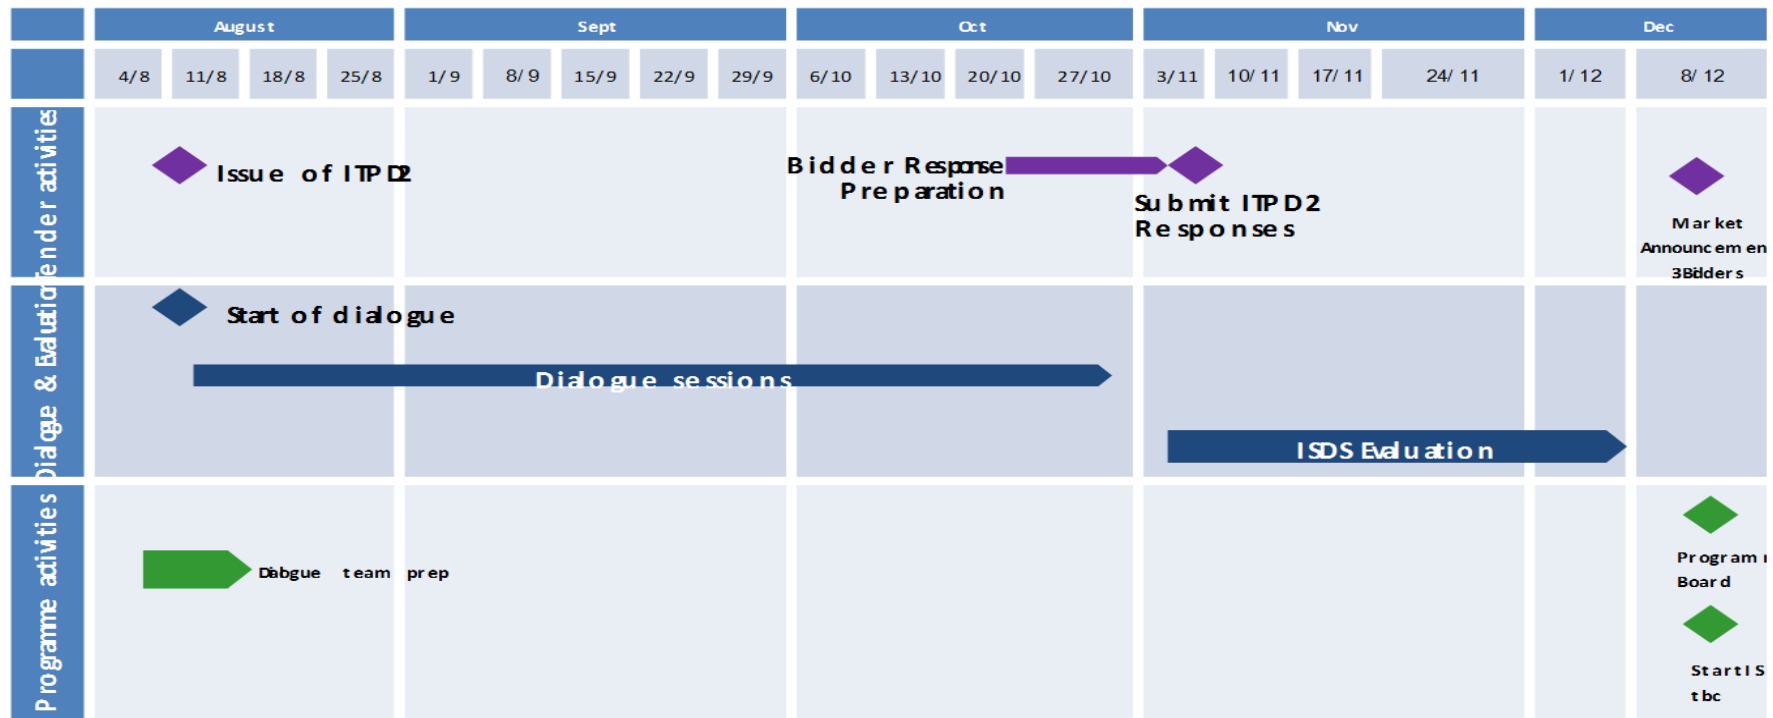 August Sept Oct Nov Dec
4/8 11/8 18/8 25/8 1/9 8/9 15/9 22/9 29/9 6/10 13/10 20/10 27/10 3/11 10/11 17/11 24/11 1/12 8/12
Tender activities
Issue of ITPD2
Bidder Response
Preparation
Submit ITPD2
Responses
Market
Announcemen
3Bidders
Dialogue & Evaluation
Start of dialogue
Dialogue sessions
ISDS Evaluation
Programme activities
Dialogue team prep
Program
Board
Start IS
tbc